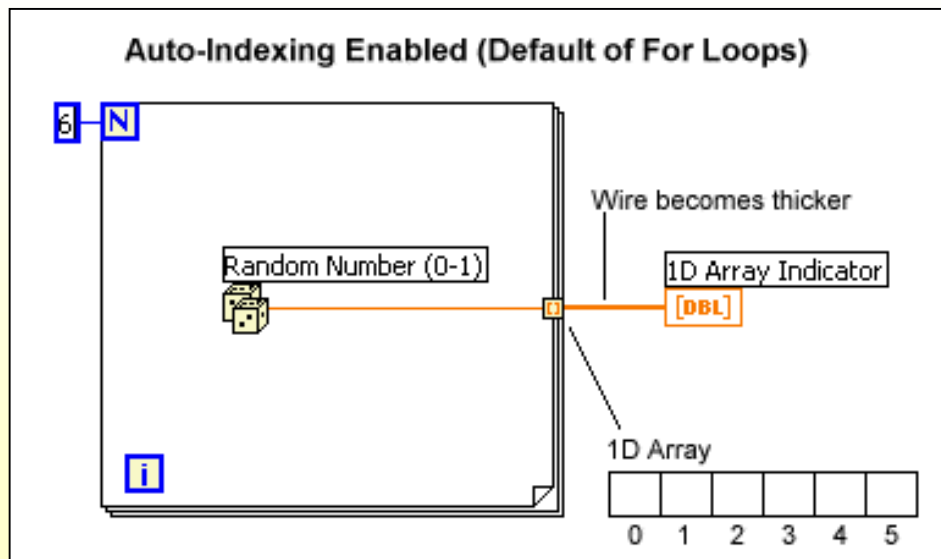 Auto-Indexing Enabled (Default of For Loops)
6
N
Wire becomes thicker
Random Number (0-1)
1D Array Indicator
[DBL]
[]
1D Array
i
0 1 2 3 4 5